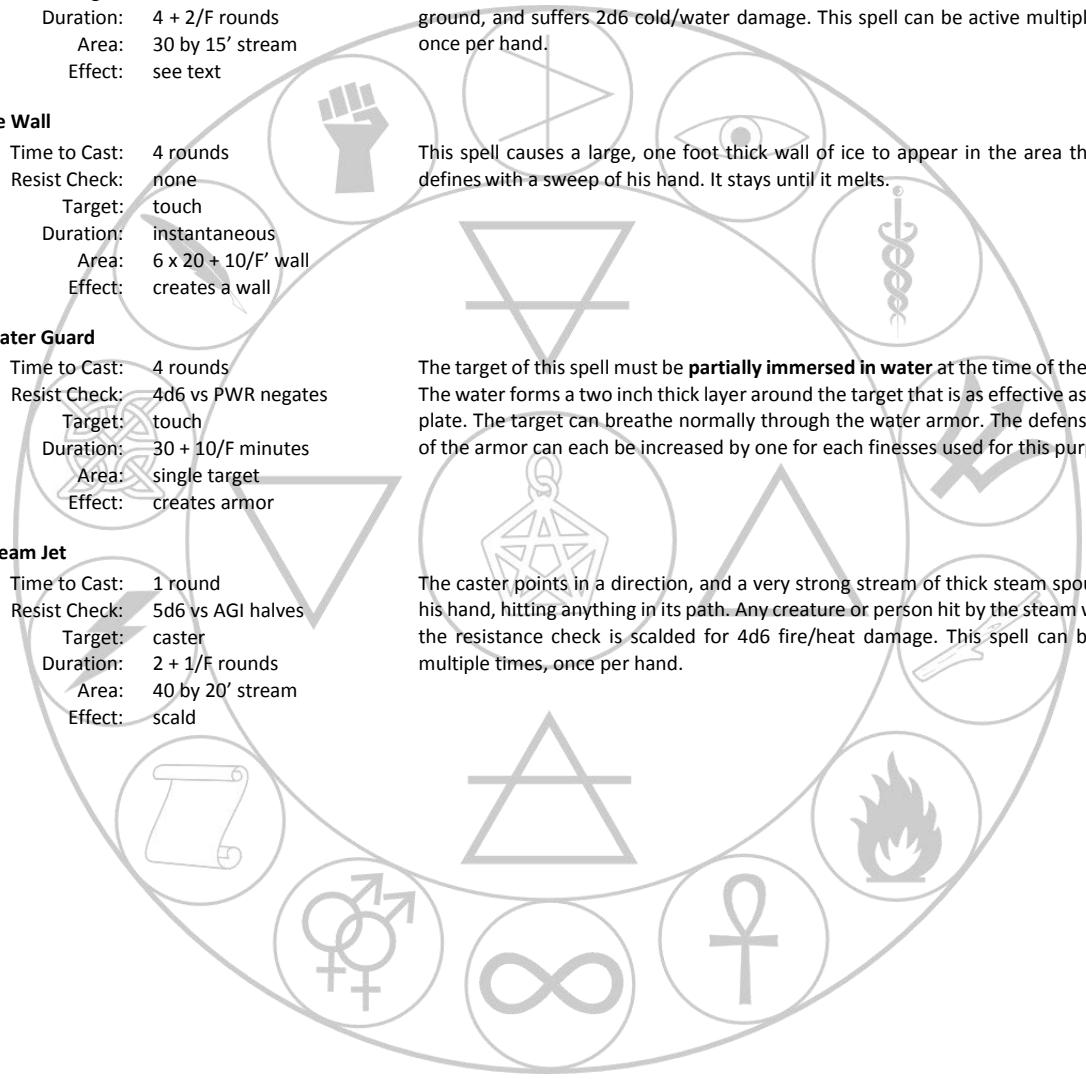 Duration: 4 + 2/F rounds
Area: 30 by 15’ stream
Effect: see text
ground, and suffers 2d6 cold/water damage. This spell can be active
once per hand.
Wall
Time to Cast: 4 rounds
Resist Check: none
Target: touch
Duration: instantaneous
Area: 6 x 20 + 10/F’ wall
Effect: creates a wall
This spell causes a large, one foot thick wall of ice to appear in the area
defines with a sweep of his hand. It stays until it melts.
Guard
Time to Cast: 4 rounds
Resist Check: 4d6 vs PWR negates
Target: touch
Duration: 30 + 10/F minutes
Area: single target
Effect: creates armor
The target of this spell must be partially immersed in water at the time of the
The water forms a two inch thick layer around the target that is as effective as
plate. The target can breathe normally through the water armor. The
of the armor can each be increased by one for each finesses used for this
Jet
Time to Cast: 1 round
Resist Check: 5d6 vs AGI halves
Target: caster
Duration: 2 + 1/F rounds
Area: 40 by 20’ stream
Effect: scald
The caster points in a direction, and a very strong stream of thick steam
his hand, hitting anything in its path. Any creature or person hit by the steam
the resistance check is scalded for 4d6 fire/heat damage. This spell can
multiple times, once per hand.